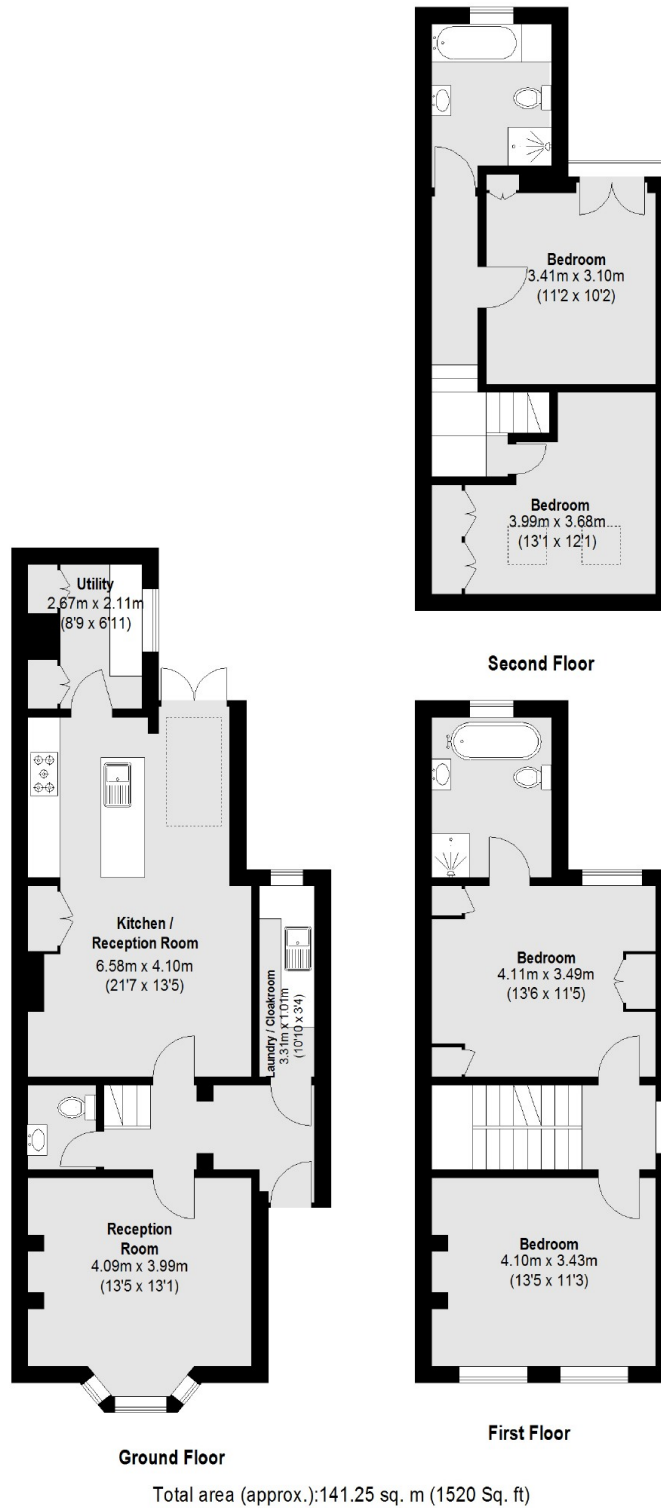 Bedroom
3.41m x 3.10m
(11'2 x 10'2)
Bedroom
3.99m x 3.68m
(13'1 x 12'1)
Second Floor
Utility
2.67m x 2.11m
(8'9 x 6'11)
Kitchen /
Reception Room
6.58m x 4.10m
(21'7 x 13'5)
Laundry / Cloakroom
3.31m x 1.01m
(10'10 x 3'4)
Reception
Room
4.09m x 3.99m
(13'5 x 13'1)
Ground Floor
Bedroom
4.11m x 3.49m
(13'6 x 11'5)
Bedroom
4.10m x 3.43m
(13'5 x 11'3)
First Floor
Total area (approx.):141.25 sq. m (1520 Sq. ft)